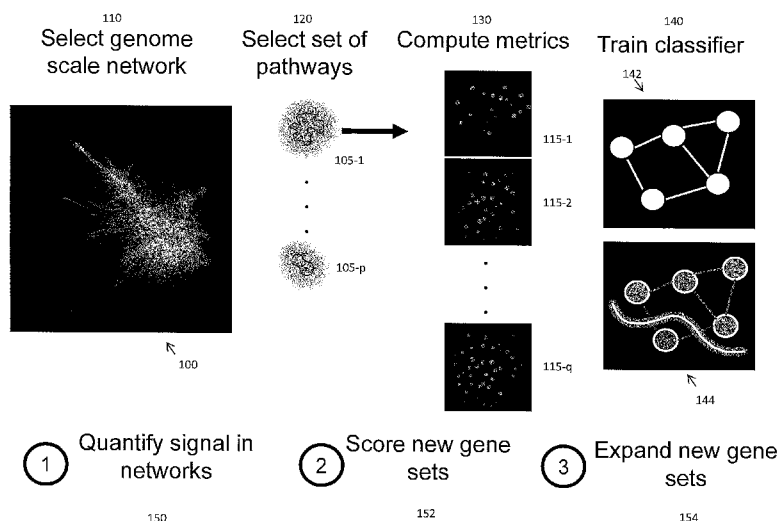 110
Select genome
scale network
120
Select set of
pathways
130
Compute metrics
140
Train classifier
142
105-1
115-1
115-2
105-p
100
115-q
144
1
Quantify signal in
networks
2
Score new gene
sets
3
Expand new gene
sets
150
152
154